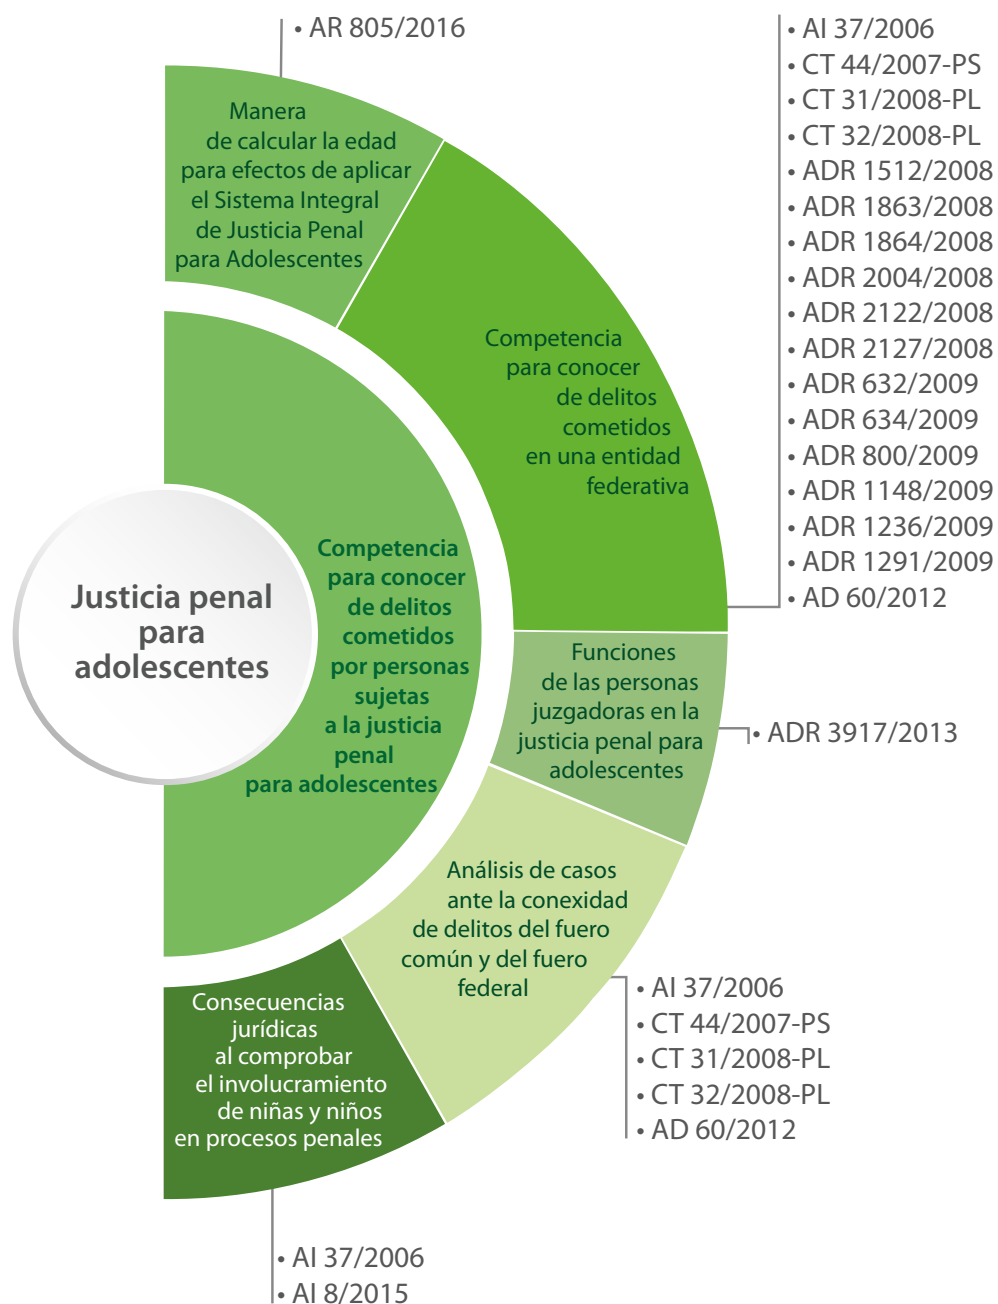 • AR 805/2016
Manera
de calcular la edad
para efectos de aplicar
el Sistema Integral
de Justicia Penal
para Adolescentes
• AI 37/2006
• CT 44/2007-PS
• CT 31/2008-PL
• CT 32/2008-PL
• ADR 1512/2008
• ADR 1863/2008
• ADR 1864/2008
• ADR 2004/2008
• ADR 2122/2008
• ADR 2127/2008
• ADR 632/2009
• ADR 634/2009
• ADR 800/2009
• ADR 1148/2009
• ADR 1236/2009
• ADR 1291/2009
• AD 60/2012
Competencia
para conocer
de delitos
cometidos
en una entidad
federativa
Justicia penal
para
adolescentes
Competencia
para conocer
de delitos
cometidos
por personas
sujetas
a la justicia
penal
para adolescentes
Funciones
de las personas
juzgadoras en la
justicia penal para
adolescentes
• ADR 3917/2013
Análisis de casos
ante la conexidad
de delitos del fuero
común y del fuero
federal
• AI 37/2006
• CT 44/2007-PS
• CT 31/2008-PL
• CT 32/2008-PL
• AD 60/2012
Consecuencias
jurídicas
al comprobar
el involucramiento
de niñas y niños
en procesos penales
• AI 37/2006
• AI 8/2015